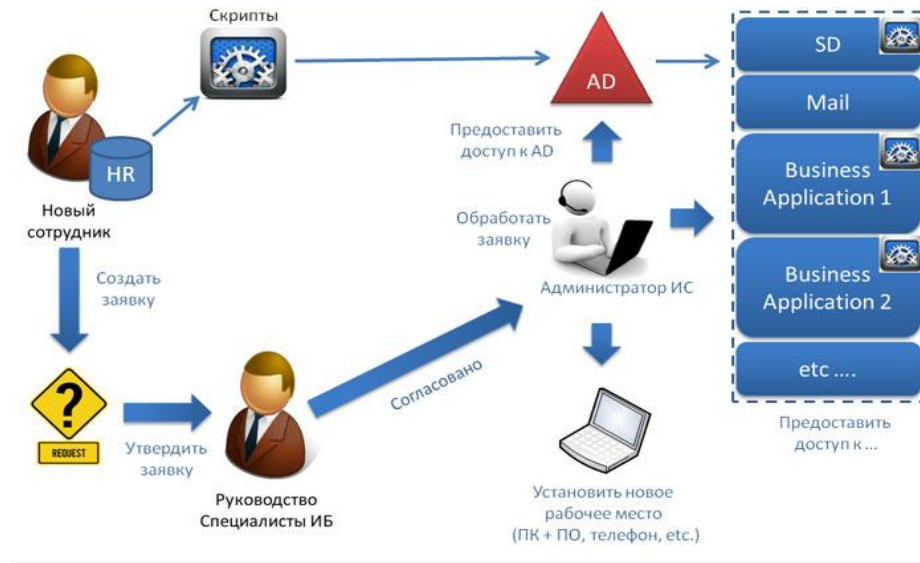 Скрипты
SD
AD
Mail
Предоставить
доступ к AD
HR
Business
Application 1
Новый
сотрудник
Обработать
заявку
Администратор ИС
Создать
заявку
Business
Application 2
Согласовано
etc ....
REQUEST
Утвердить
заявку
Предоставить
доступ к ...
Руководство
Специалисты ИБ
Установить новое
рабочее место
(ПК + ПО, телефон, etc.)